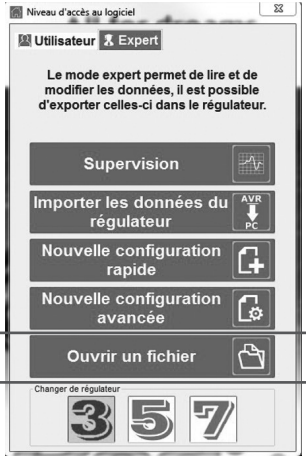 Niveau d'accès au logiciel
Utilisateur
Expert
Le mode expert permet de lire et de
modifier les données, il est possible
d'exporter celles-ci dans le régulateur.
Supervision
Importer les données du
régulateur
AVR
PC
Nouvelle configuration
rapide
Nouvelle configuration
avancée
Ouvrir un fichier
Changer de régulateur
3 5 7